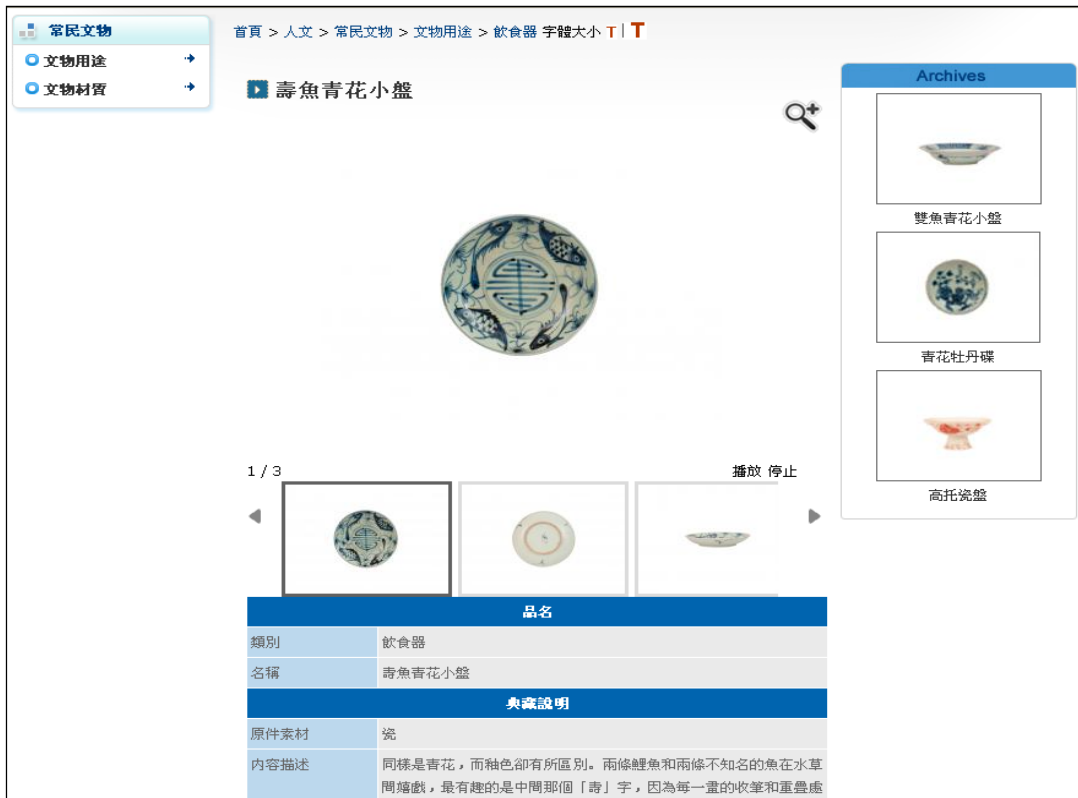 常民文物
文物用途
文物材質
首頁 > 人文 > 常民文物 > 文物用途 > 飲食器 字體大小 T | T
壽魚青花小盤
1 / 3
播放 停止
品名
類別 飲食器
名稱 壽魚青花小盤
典藏說明
原件素材 瓷
內容描述 同樣是青花，而釉色卻有所區別。兩條鯉魚和兩條不知名的魚在水草
間嬉戲，最有趣的是中間那個「壽」字，因為每一畫的收筆和重疊處
Archives
雙魚青花小盤
青花牡丹碟
高托瓷盤